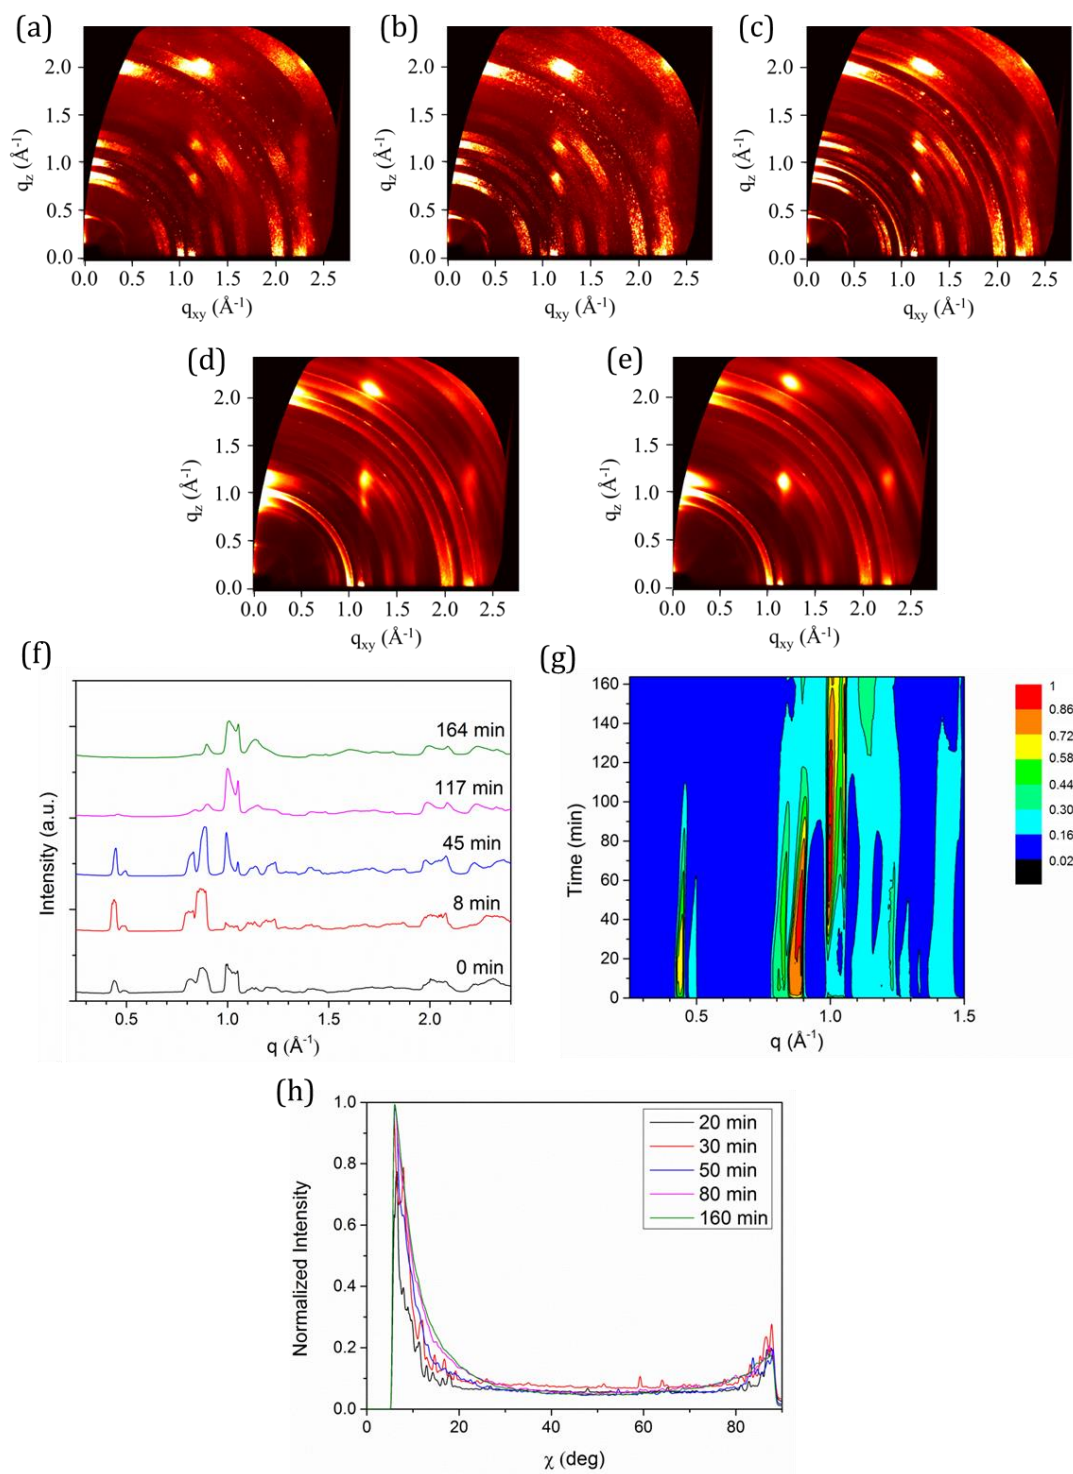 (a) (b) (c)
2.0 2.0 2.0
1.5 1.5 1.5
1.0 1.0 1.0
0.5 0.5 0.5
0.0 0.0 0.0
qz (Å-1) qz (Å-1) qz (Å-1)
0.0 0.5 1.0 1.5 2.0 2.5 0.0 0.5 1.0 1.5 2.0 2.5 0.0 0.5 1.0 1.5 2.0 2.5
qxy (Å-1) qxy (Å-1) qxy (Å-1)
(d) (e)
2.0 2.0
1.5 1.5
1.0 1.0
0.5 0.5
0.0 0.0
qz (Å-1) qz (Å-1)
0.0 0.5 1.0 1.5 2.0 2.5 0.0 0.5 1.0 1.5 2.0 2.5
qxy (Å-1) qxy (Å-1)
(f)
Intensity (a.u.)
164 min
117 min
45 min
8 min
0 min
0.5 1.0 1.5 2.0
q (Å-1)
(g)
Time (min)
160
140
120
100
80
60
40
20
0
0.5 1.0 1.5
q (Å-1)
1
0.86
0.72
0.58
0.44
0.30
0.16
0.02
(h)
Normalized Intensity
1.0
0.8
0.6
0.4
0.2
0.0
20 min
30 min
50 min
80 min
160 min
0 20 40 60 80
χ (deg)